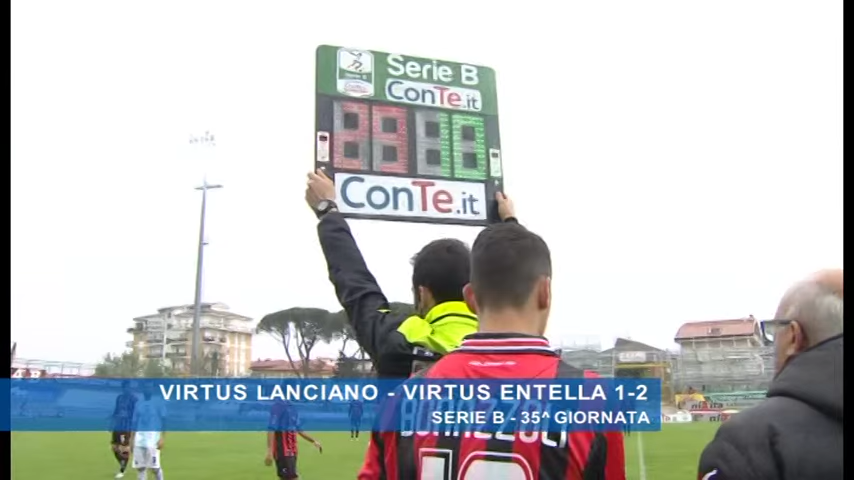 Serie B
ConTe.it
ConTe.it
VIRTUS LANCIANO - VIRTUS ENTELLA 1-2
SERIE B - 35^ GIORNATA